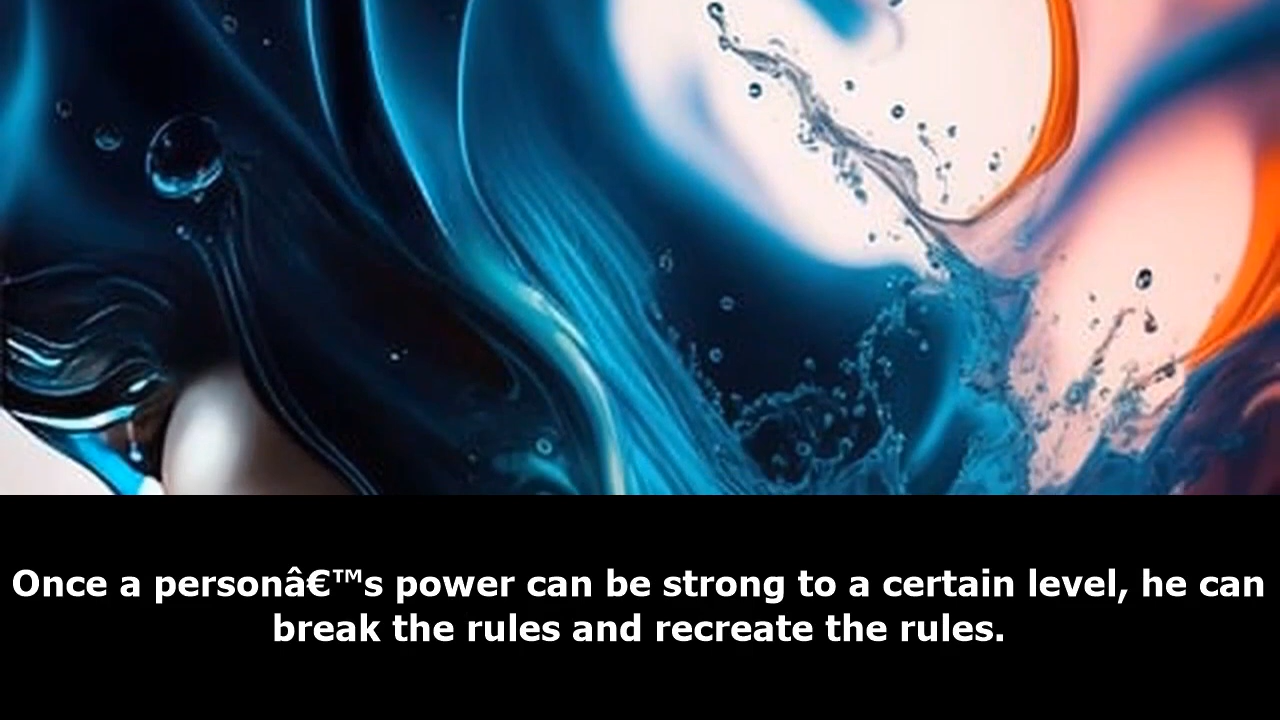 Once a personâ€™s power can be strong to a certain level, he can
break the rules and recreate the rules.